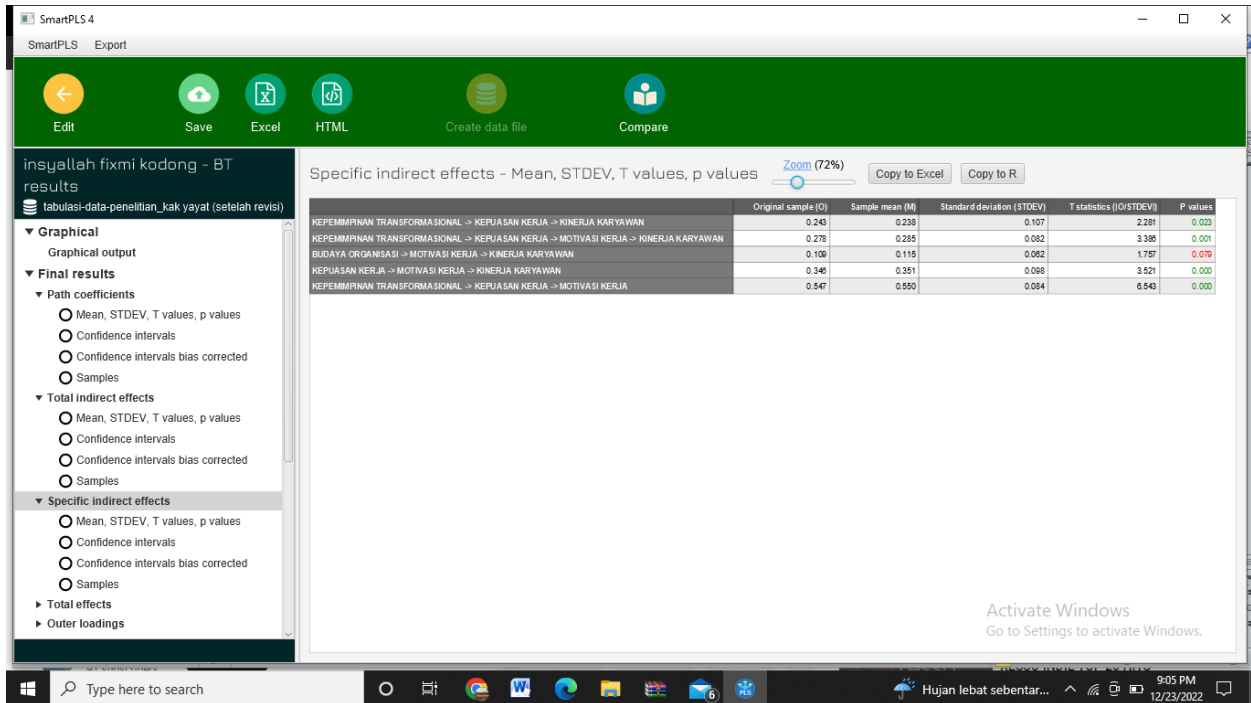 SmartPLS 4
SmartPLS Export
Edit Save Excel HTML Create data file Compare
insyallah fixmi kodong - BT
results
tabulasi-data-penelitian_kak yayat (setelah revisi)
Graphical
Graphical output
Final results
Path coefficients
Mean, STDEV, T values, p values
Confidence intervals
Confidence intervals bias corrected
Samples
Total indirect effects
Mean, STDEV, T values, p values
Confidence intervals
Confidence intervals bias corrected
Samples
Specific indirect effects
Mean, STDEV, T values, p values
Confidence intervals
Confidence intervals bias corrected
Samples
Total effects
Outer loadings
Specific indirect effects - Mean, STDEV, T values, p values Zoom (72%) Copy to Excel Copy to R
Original sample (O) Sample mean (M) Standard deviation (STDEV) T statistics (|O/STDEV|) P values
KEPEMIMPINAN TRANSFORMASIONAL -> KEPUASAN KERJA -> KINERJA KARYAWAN 0.243 0.238 0.107 2.281 0.023
KEPEMIMPINAN TRANSFORMASIONAL -> KEPUASAN KERJA -> MOTIVASI KERJA -> KINERJA KARYAWAN 0.278 0.285 0.082 3.386 0.001
BUDAYA ORGANISASI -> MOTIVASI KERJA -> KINERJA KARYAWAN 0.109 0.115 0.062 1.757 0.079
KEPUASAN KERJA -> MOTIVASI KERJA -> KINERJA KARYAWAN 0.346 0.351 0.098 3.521 0.000
KEPEMIMPINAN TRANSFORMASIONAL -> KEPUASAN KERJA -> MOTIVASI KERJA 0.547 0.550 0.084 6.543 0.000
Activate Windows
Go to Settings to activate Windows.
Type here to search
6
PLS
Hujan lebat sebentar...
9:05 PM
12/23/2022